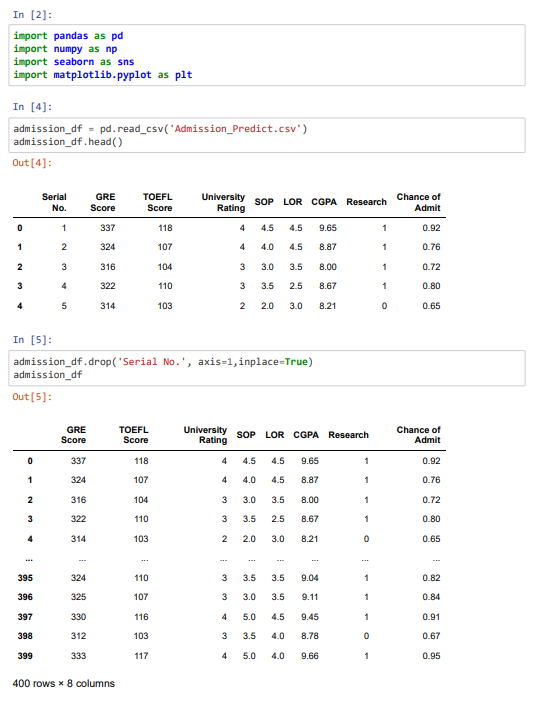 In [2]:
import pandas as pd
import numpy as np
import seaborn as sns
import matplotlib.pyplot as plt
In [4]:
admission_df = pd.read_csv('Admission_Predict.csv')
admission_df.head()
Out[4]:
Serial No. GRE Score TOEFL Score University Rating SOP LOR CGPA Research Chance of Admit
0 1 337 118 4 4.5 4.5 9.65 1 0.92
1 2 324 107 4 4.0 4.5 8.87 1 0.76
2 3 316 104 3 3.0 3.5 8.00 1 0.72
3 4 322 110 3 3.5 2.5 8.67 1 0.80
4 5 314 103 2 2.0 3.0 8.21 0 0.65
In [5]:
admission_df.drop('Serial No.', axis=1,inplace=True)
admission_df
Out[5]:
GRE Score TOEFL Score University Rating SOP LOR CGPA Research Chance of Admit
0 337 118 4 4.5 4.5 9.65 1 0.92
1 324 107 4 4.0 4.5 8.87 1 0.76
2 316 104 3 3.0 3.5 8.00 1 0.72
3 322 110 3 3.5 2.5 8.67 1 0.80
4 314 103 2 2.0 3.0 8.21 0 0.65
... ... ... ... ... ... ... ... ...
395 324 110 3 3.5 3.5 9.04 1 0.82
396 325 107 3 3.0 3.5 9.11 1 0.84
397 330 116 4 5.0 4.5 9.45 1 0.91
398 312 103 3 3.5 4.0 8.78 0 0.67
399 333 117 4 5.0 4.0 9.66 1 0.95
400 rows × 8 columns